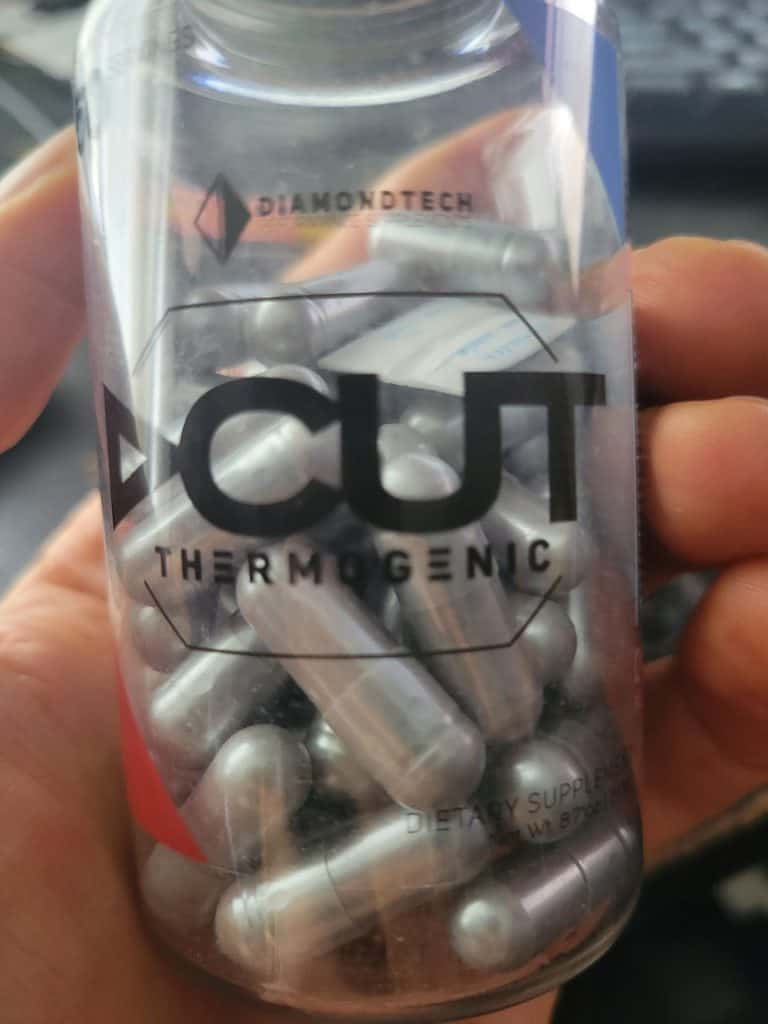 DIAMONDTECH
CUT
THERMOGENIC
DIETARY SUPPLEMENT